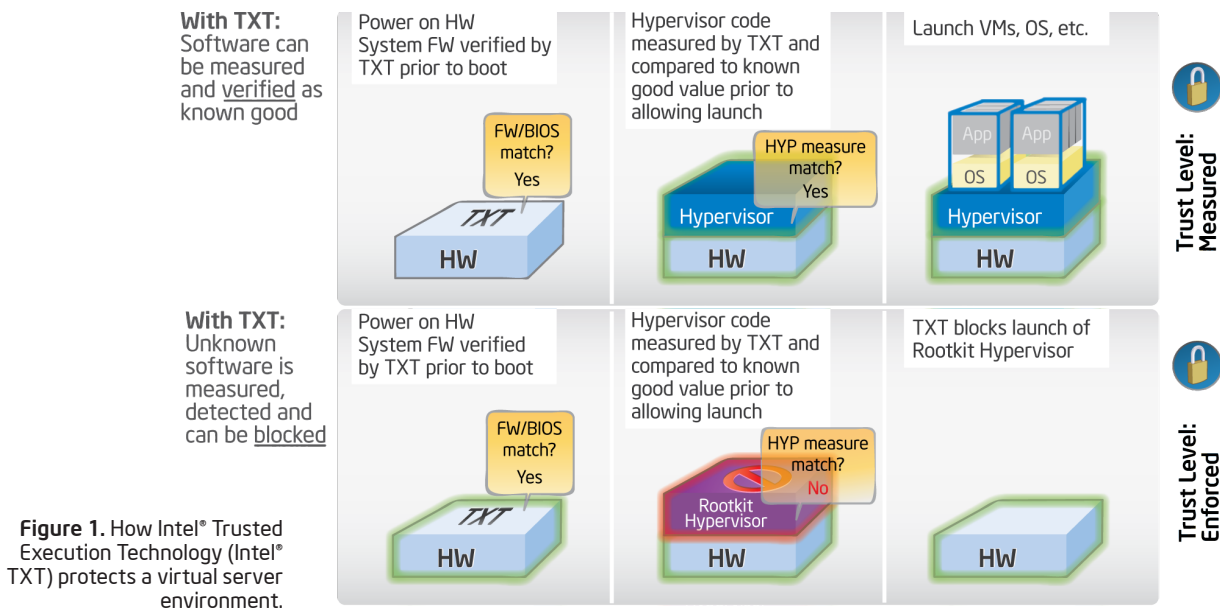 With TXT:
Software can
be measured
and verified as
known good
Power on HW
System FW verified by
TXT prior to boot
FW/BIOS
match?
Yes
TXT
HW
Hypervisor code
measured by TXT and
compared to known
good value prior to
allowing launch
HYP measure
match?
Yes
Hypervisor
HW
Launch VMs, OS, etc.
App
App
OS
OS
Hypervisor
HW
Trust Level:
Measured
With TXT:
Unknown
software is
measured,
detected and
can be blocked
Power on HW
System FW verified
by TXT prior to boot
FW/BIOS
match?
Yes
TXT
HW
Hypervisor code
measured by TXT and
compared to known
good value prior to
allowing launch
HYP measure
match?
No
Rootkit
Hypervisor
HW
TXT blocks launch of
Rootkit Hypervisor
HW
Trust Level:
Enforced
Figure 1. How Intel® Trusted
Execution Technology (Intel®
TXT) protects a virtual server
environment.